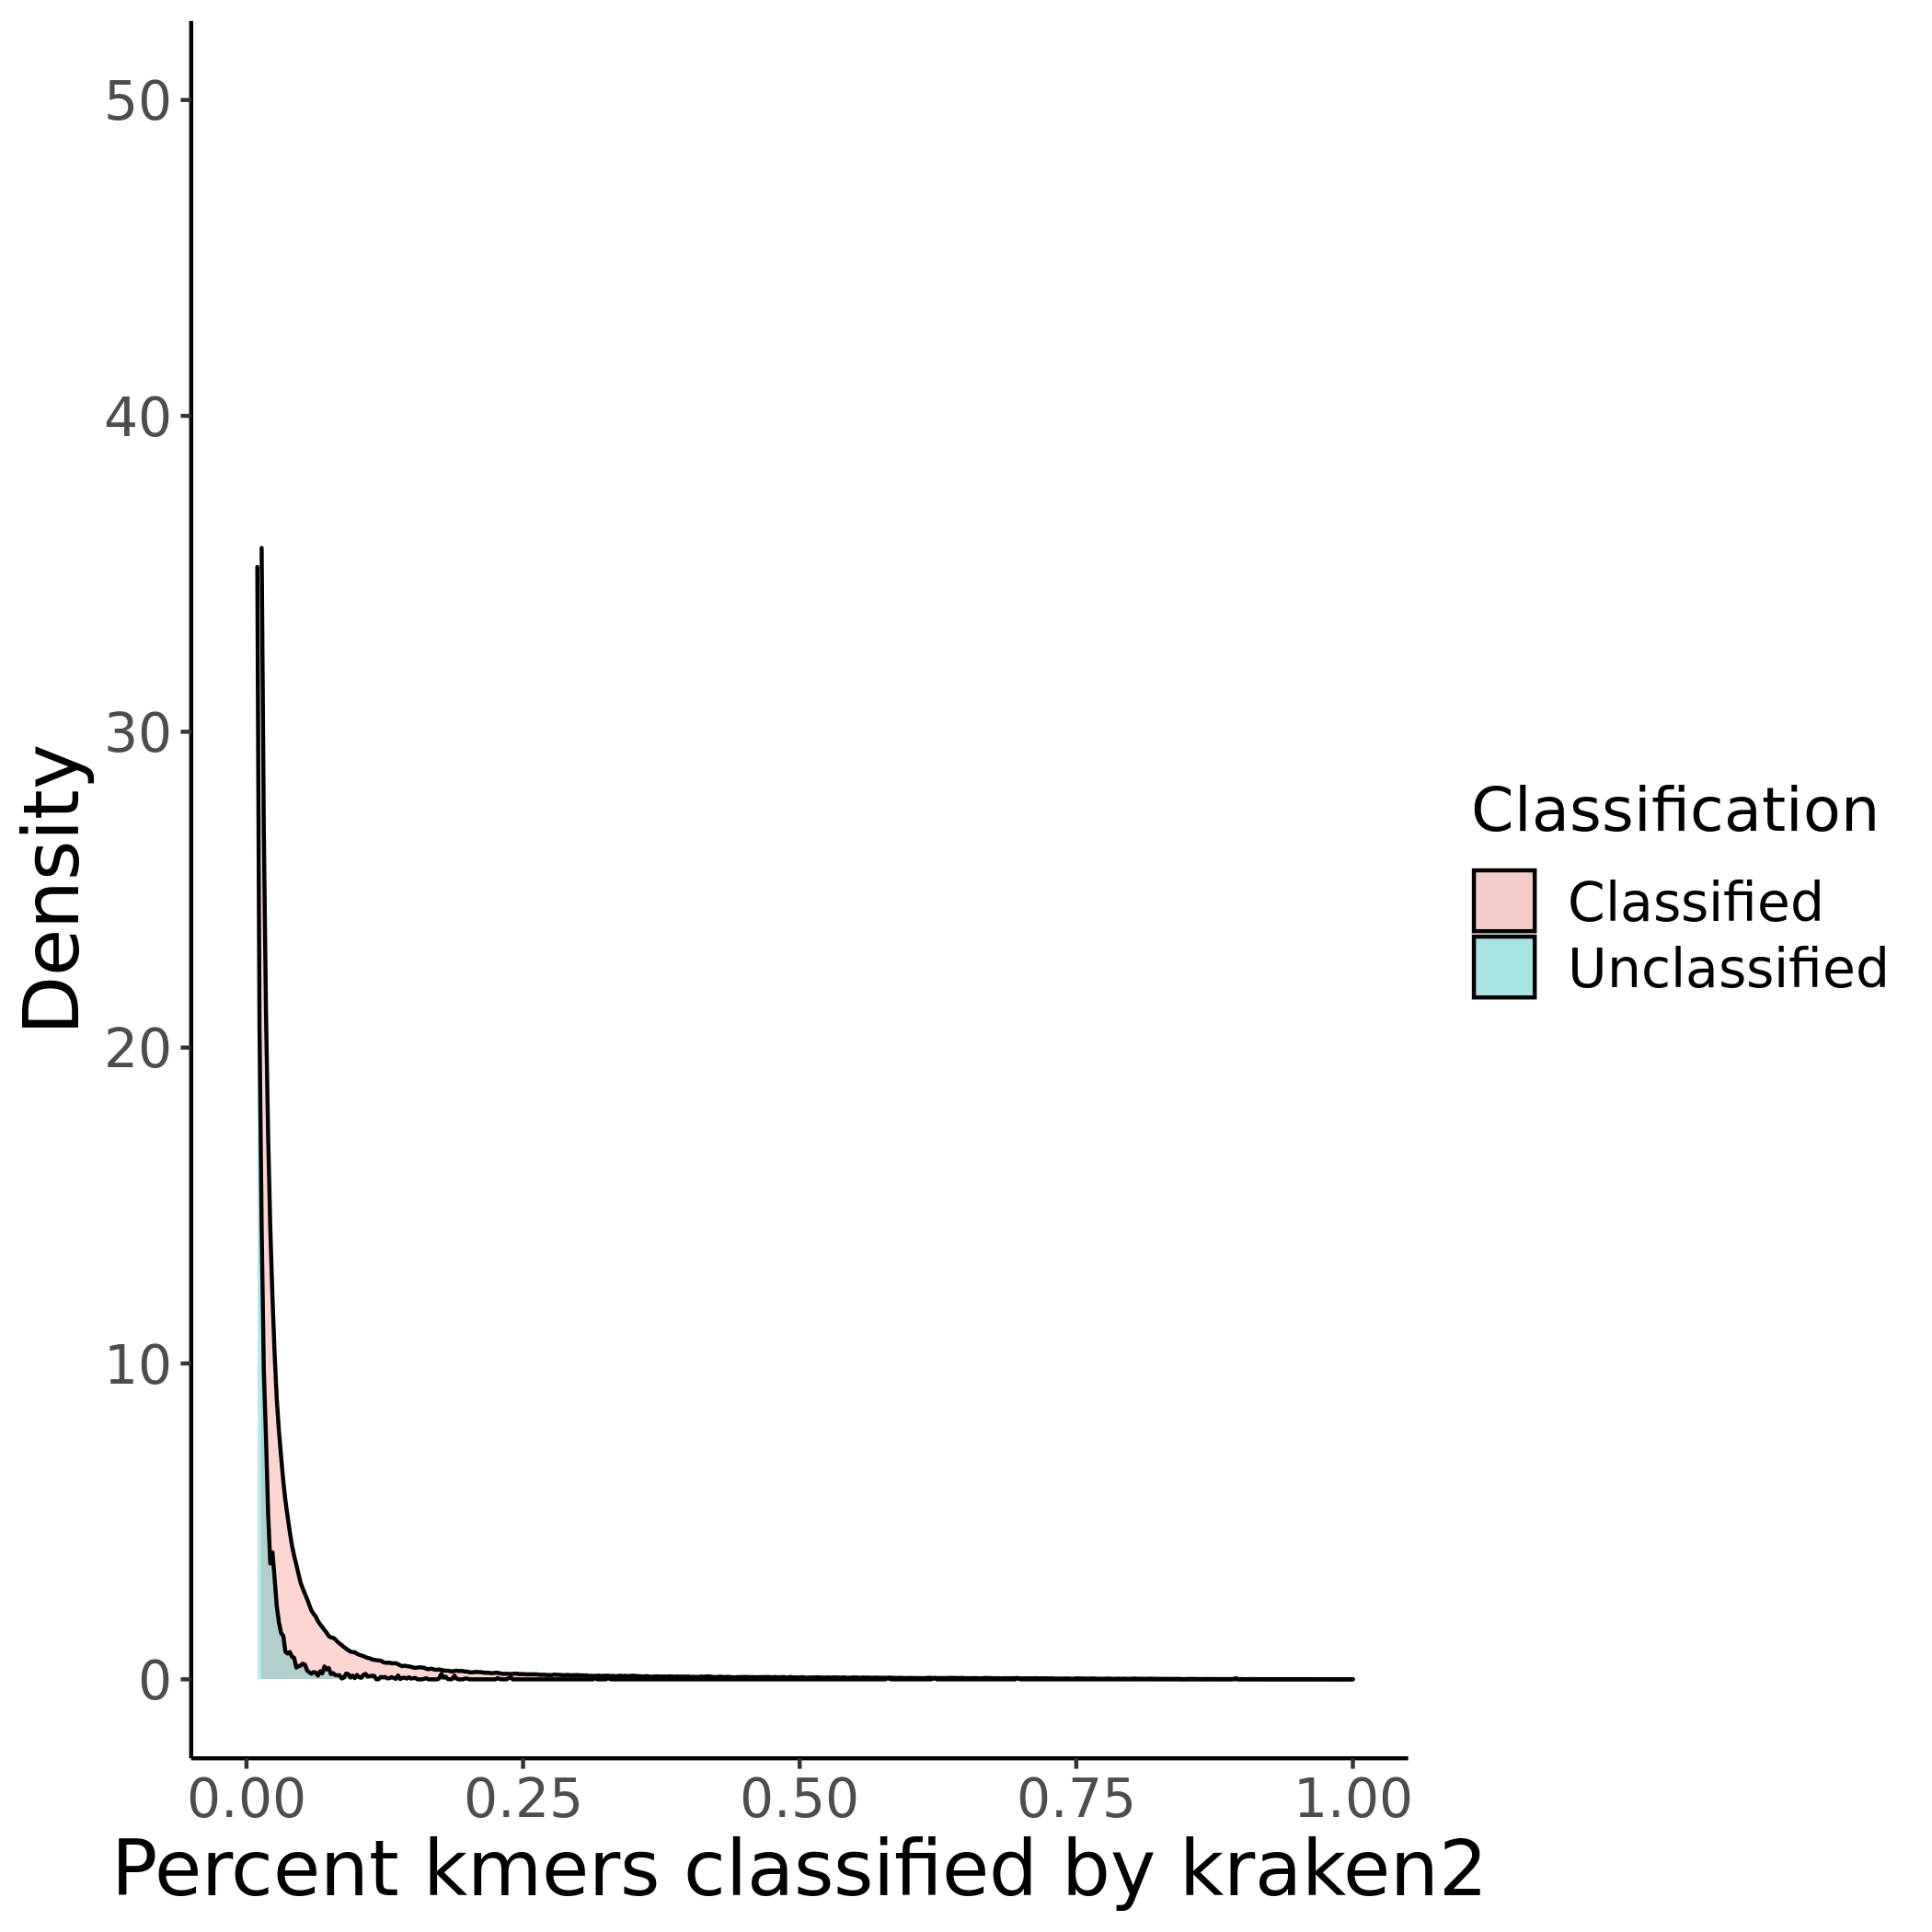 Density
50
40
30
20
10
0
0.00 0.25 0.50 0.75 1.00
Percent kmers classified by kraken2
Classification
Classified
Unclassified